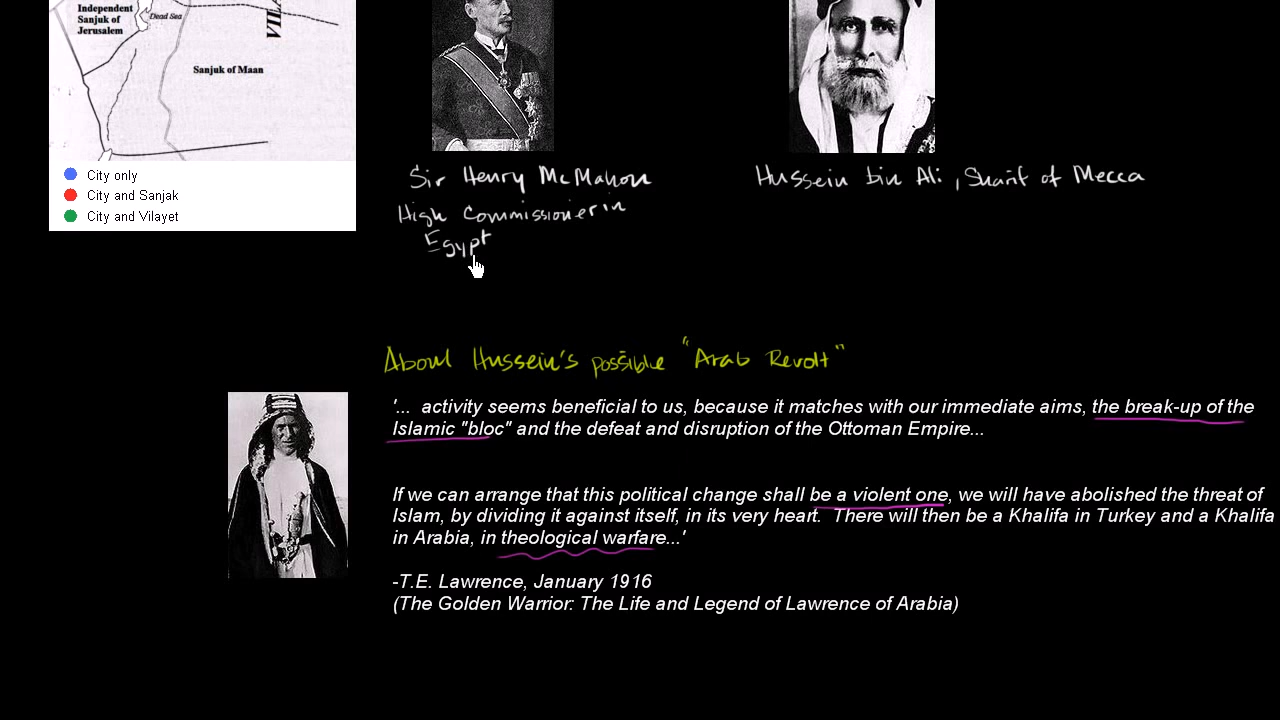 Independent
Sanjuk of
Jerusalem
Dead Sea
VII
Sanjuk of Maan
City only
City and Sanjak
City and Vilayet
Sir Henry McMahon
High Commissioner in
Egypt
Hussein bin Ali, Sharif of Mecca
About Hussein's possible "Arab Revolt"
'... activity seems beneficial to us, because it matches with our immediate aims, the break-up of the
Islamic "bloc" and the defeat and disruption of the Ottoman Empire...
If we can arrange that this political change shall be a violent one, we will have abolished the threat of
Islam, by dividing it against itself, in its very heart. There will then be a Khalifa in Turkey and a Khalifa
in Arabia, in theological warfare...'
-T.E. Lawrence, January 1916
(The Golden Warrior: The Life and Legend of Lawrence of Arabia)